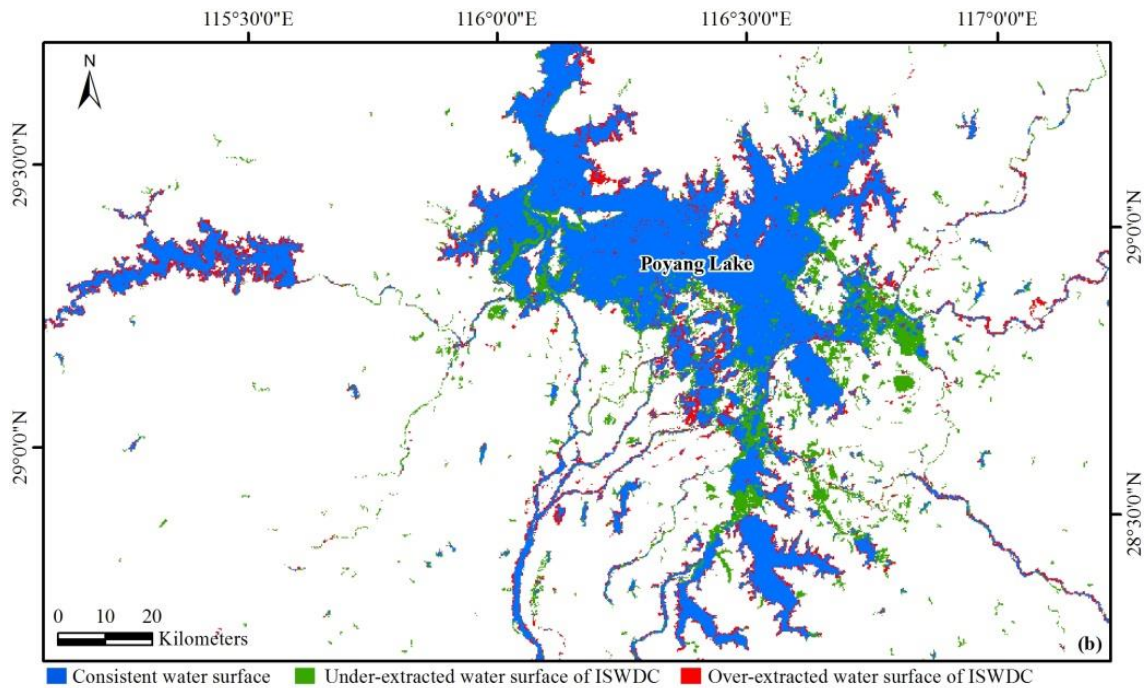 115°30'0"E 116°0'0"E 116°30'0"E 117°0'0"E
N
29°30'0"N
29°0'0"N
Poyang Lake
29°0'0"N
28°30'0"N
0 10 20
Kilometers
(b)
Consistent water surface Under-extracted water surface of ISWDC Over-extracted water surface of ISWDC